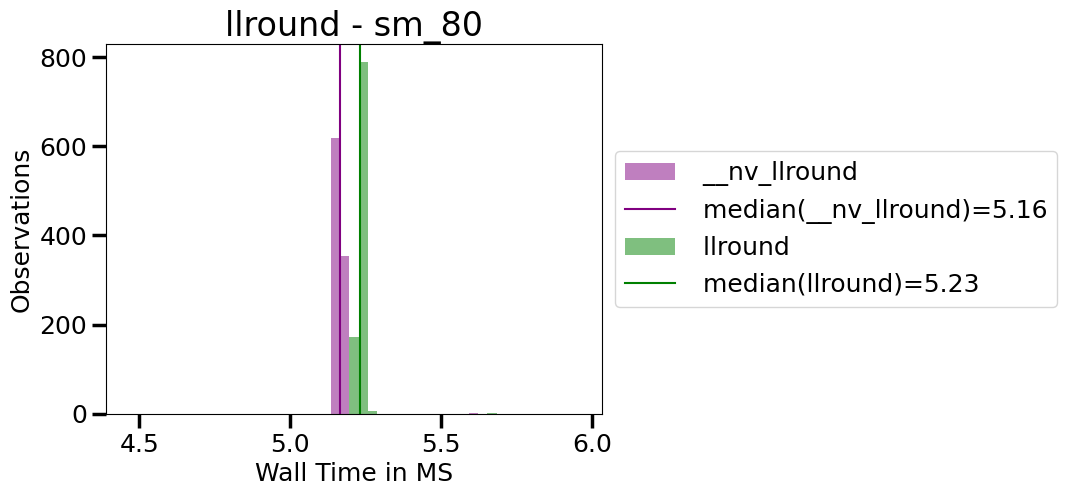 llround - sm_80
Observations
800
600
400
200
0
4.5 5.0 5.5 6.0
Wall Time in MS
__nv_llround
median(__nv_llround)=5.16
llround
median(llround)=5.23